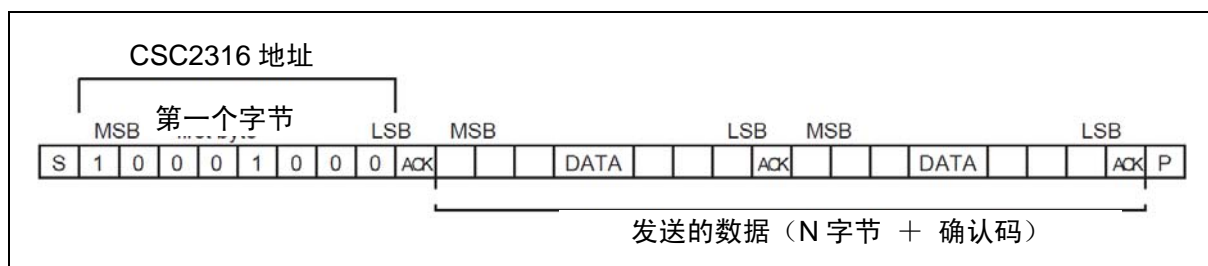 CSC2316 地址
第一个字节
MSB LSB MSB LSB MSB LSB
S 1 0 0 0 1 0 0 0 ACK DATA ACK DATA ACK P
发送的数据（N 字节 ＋ 确认码）